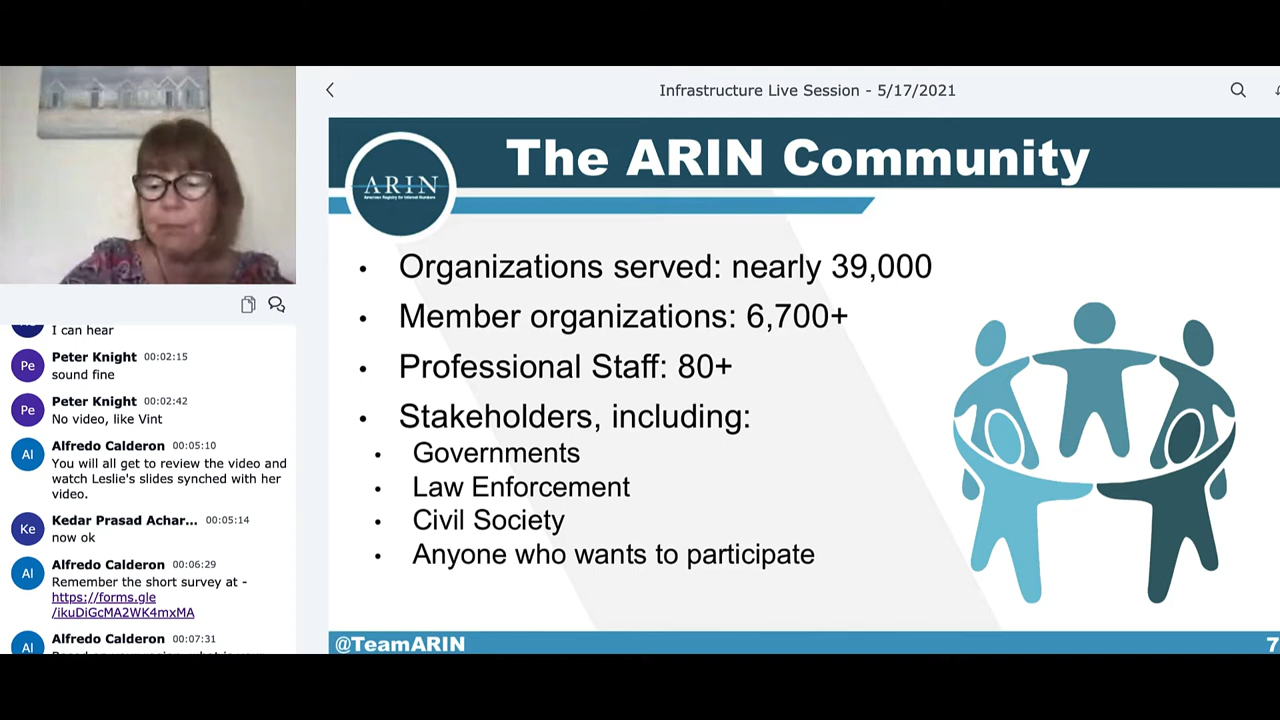 Infrastructure Live Session - 5/17/2021
The ARIN Community
ARIN
American Registry for Internet Numbers
• Organizations served: nearly 39,000
• Member organizations: 6,700+
• Professional Staff: 80+
• Stakeholders, including:
• Governments
• Law Enforcement
• Civil Society
• Anyone who wants to participate
@TeamARIN
7
I can hear
Pe
Peter Knight 00:02:15
sound fine
Pe
Peter Knight 00:02:42
No video, like Vint
Al
Alfredo Calderon 00:05:10
You will all get to review the video and
watch Leslie's slides synched with her
video.
Ke
Kedar Prasad Achar... 00:05:14
now ok
Al
Alfredo Calderon 00:06:29
Remember the short survey at -
https://forms.gle
/ikuDiGcMA2WK4mxMA
Al
Alfredo Calderon 00:07:31